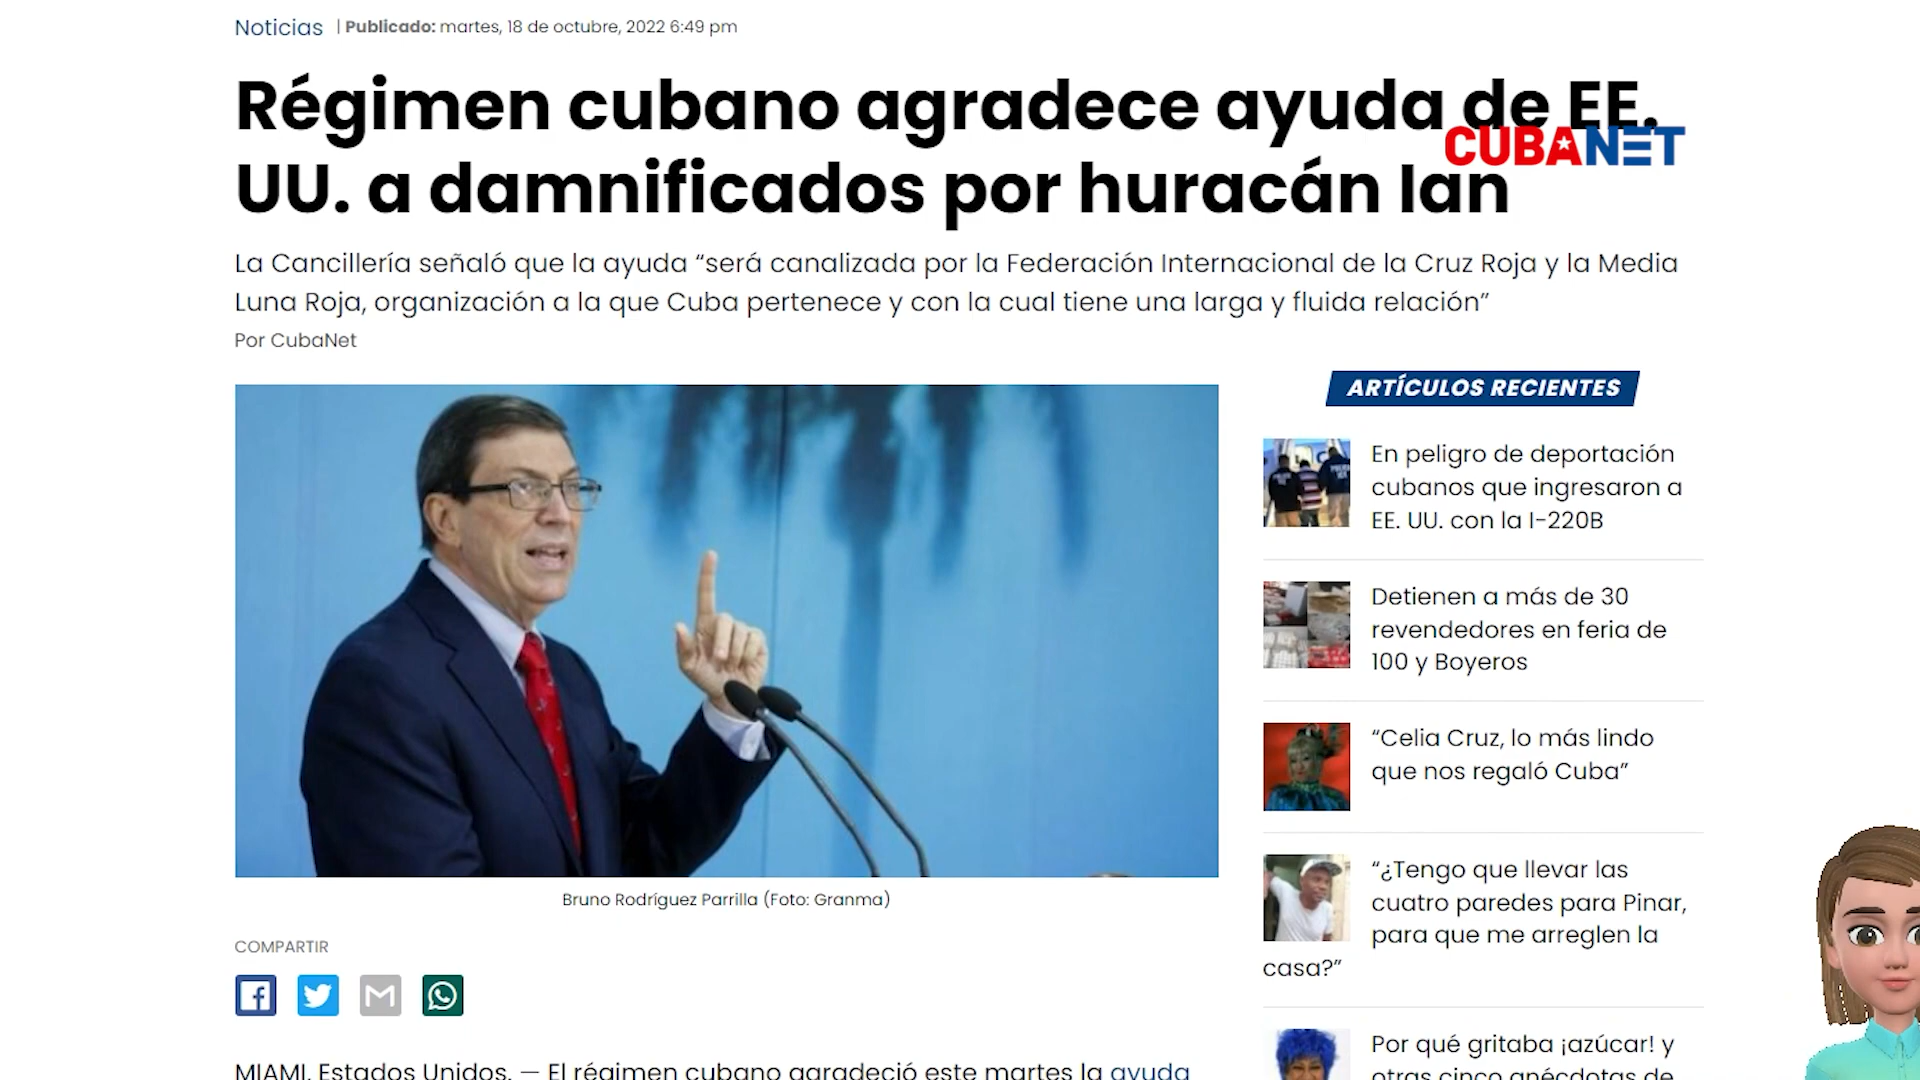 Noticias | Publicado: martes, 18 de octubre, 2022 6:49 pm
Régimen cubano agradece ayuda de EE.
UU. a damnificados por huracán Ian
CUBANET
La Cancillería señaló que la ayuda “será canalizada por la Federación Internacional de la Cruz Roja y la Media
Luna Roja, organización a la que Cuba pertenece y con la cual tiene una larga y fluida relación”
Por CubaNet
Bruno Rodríguez Parrilla (Foto: Granma)
COMPARTIR
MIAMI, Estados Unidos. — El régimen cubano agradeció este martes la ayuda
ARTÍCULOS RECIENTES
En peligro de deportación
cubanos que ingresaron a
EE. UU. con la I-220B
Detienen a más de 30
revendedores en feria de
100 y Boyeros
“Celia Cruz, lo más lindo
que nos regaló Cuba”
“¿Tengo que llevar las
cuatro paredes para Pinar,
para que me arreglen la
casa?”
Por qué gritaba ¡azúcar! y
otras cinco anécdotas de